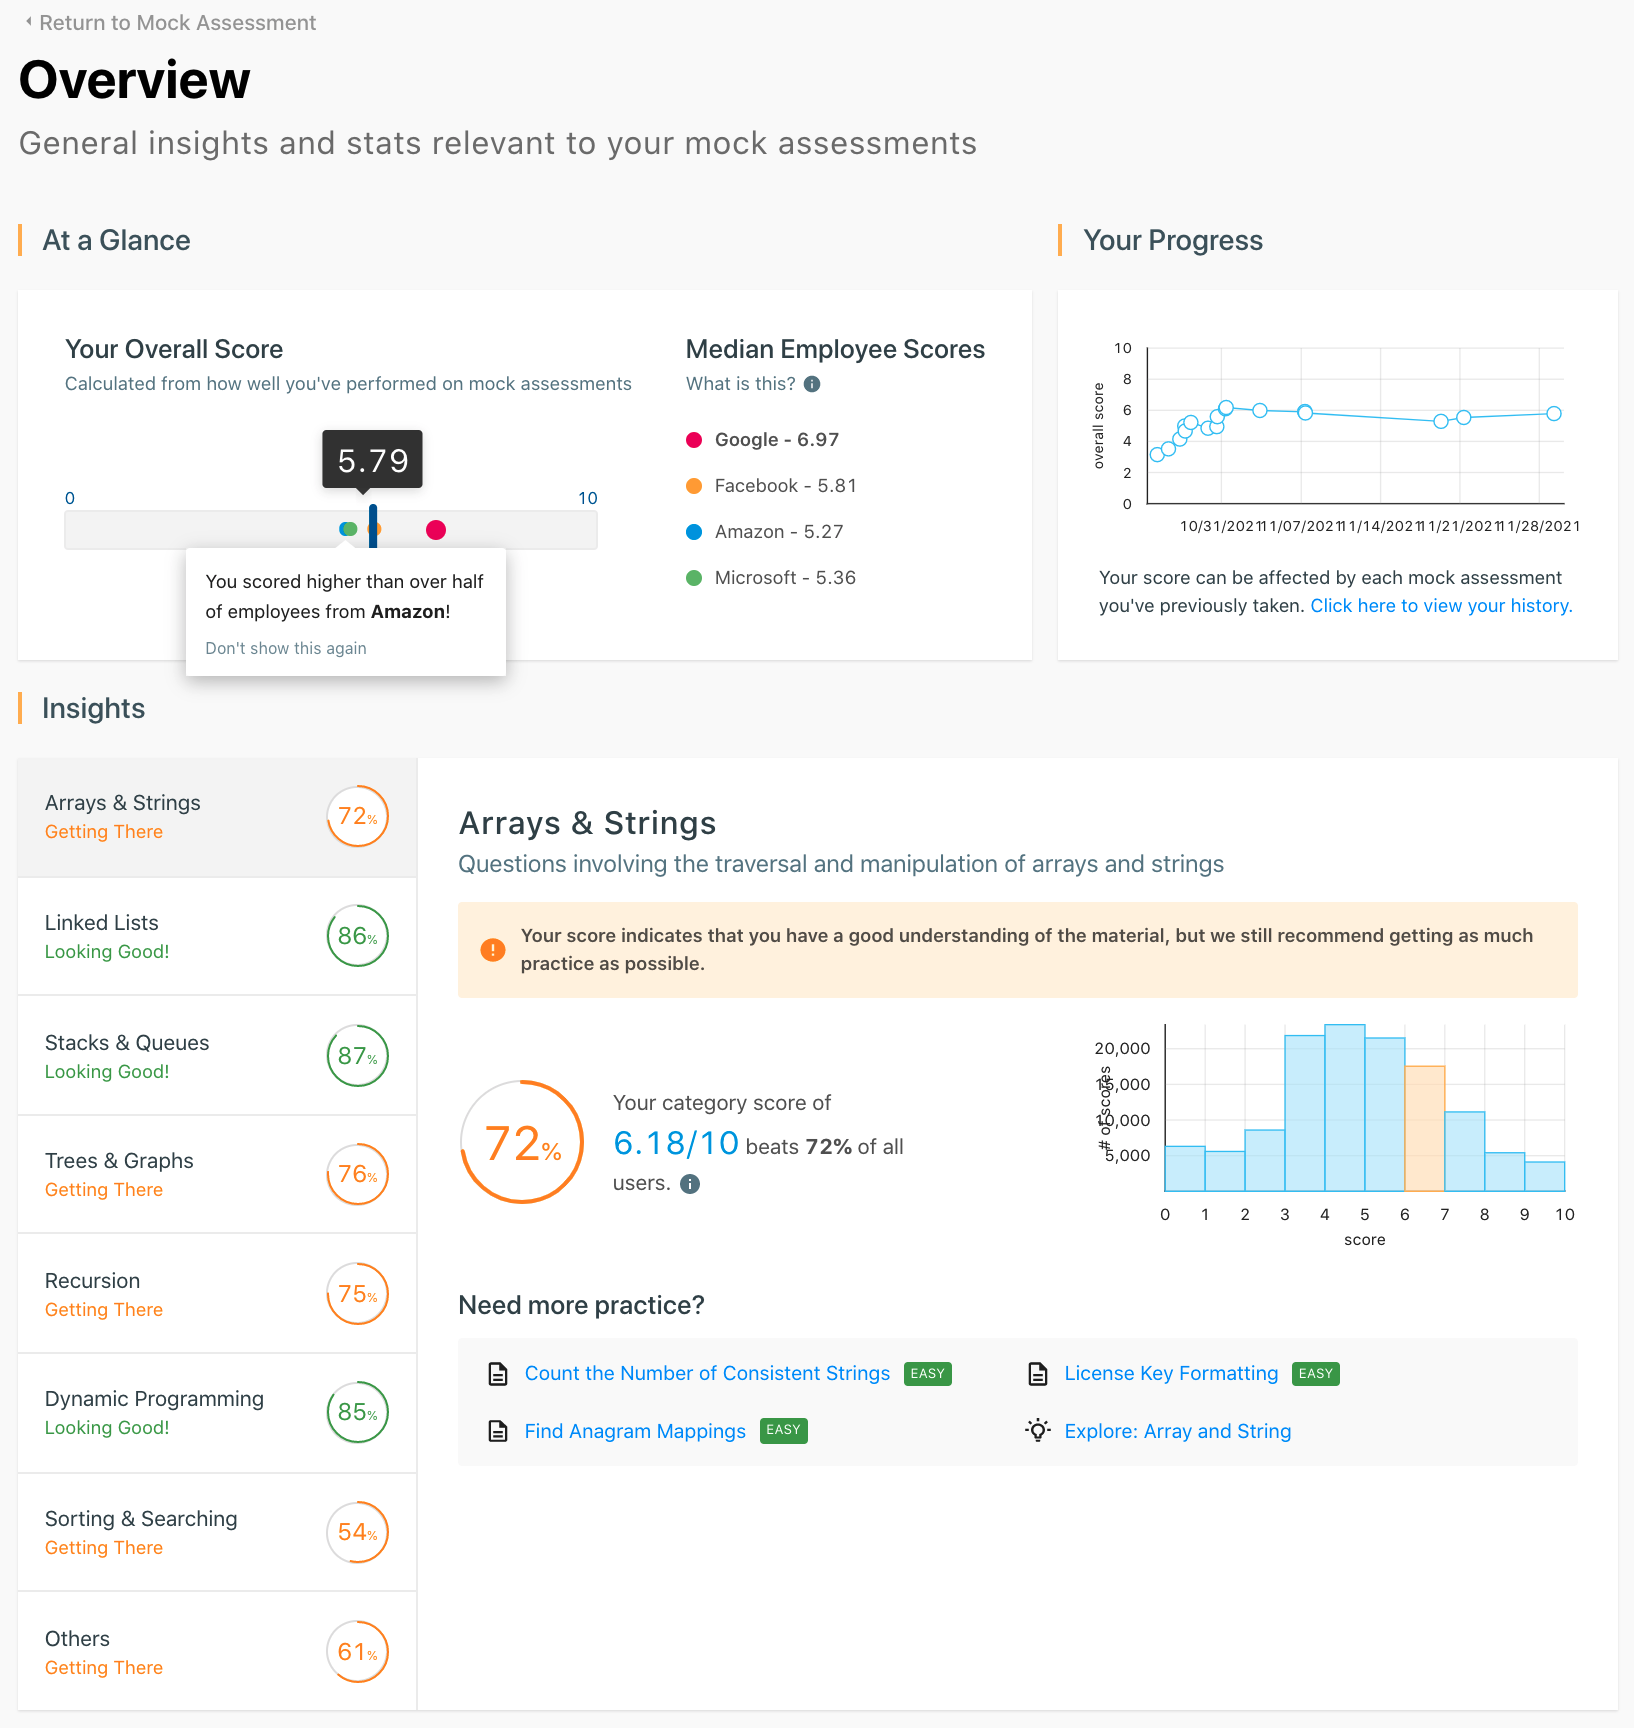 Return to Mock Assessment
Overview
General insights and stats relevant to your mock assessments
At a Glance
Your Overall Score
Calculated from how well you've performed on mock assessments
5.79
0
10
You scored higher than over half
of employees from Amazon!
Don't show this again
Median Employee Scores
What is this?
Google - 6.97
Facebook - 5.81
Amazon - 5.27
Microsoft - 5.36
Your Progress
overall score
10
8
6
4
2
0
10/31/2021
11/07/2021
11/14/2021
11/21/2021
11/28/2021
Your score can be affected by each mock assessment
you've previously taken. Click here to view your history.
Insights
Arrays & Strings
Getting There
72%
Linked Lists
Looking Good!
86%
Stacks & Queues
Looking Good!
87%
Trees & Graphs
Getting There
76%
Recursion
Getting There
75%
Dynamic Programming
Looking Good!
85%
Sorting & Searching
Getting There
54%
Others
Getting There
61%
Arrays & Strings
Questions involving the traversal and manipulation of arrays and strings
Your score indicates that you have a good understanding of the material, but we still recommend getting as much
practice as possible.
72%
Your category score of
6.18/10 beats 72% of all
users.
# of scores
20,000
15,000
10,000
5,000
0 1 2 3 4 5 6 7 8 9 10
score
Need more practice?
Count the Number of Consistent Strings EASY
License Key Formatting EASY
Find Anagram Mappings EASY
Explore: Array and String